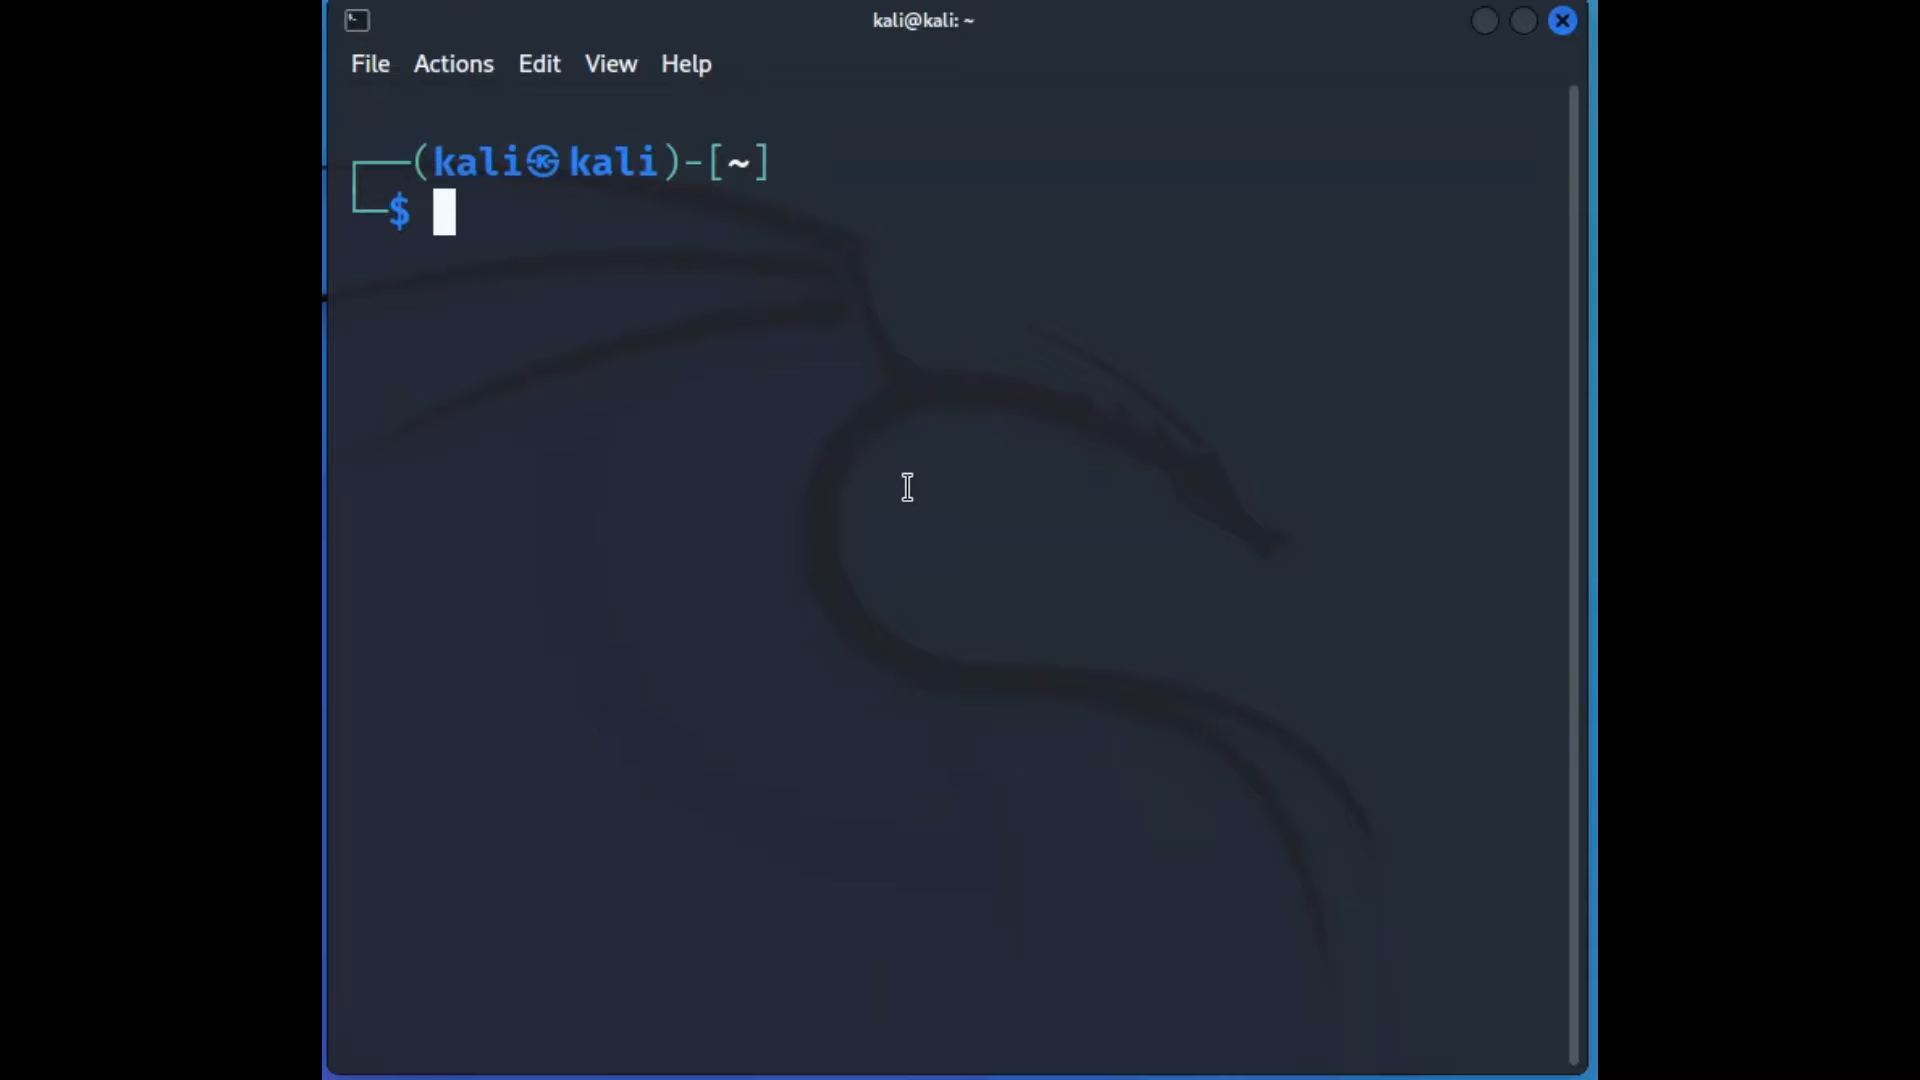 kali@kali: ~
File Actions Edit View Help
┌──(kali㉿kali)-[~]
└─$